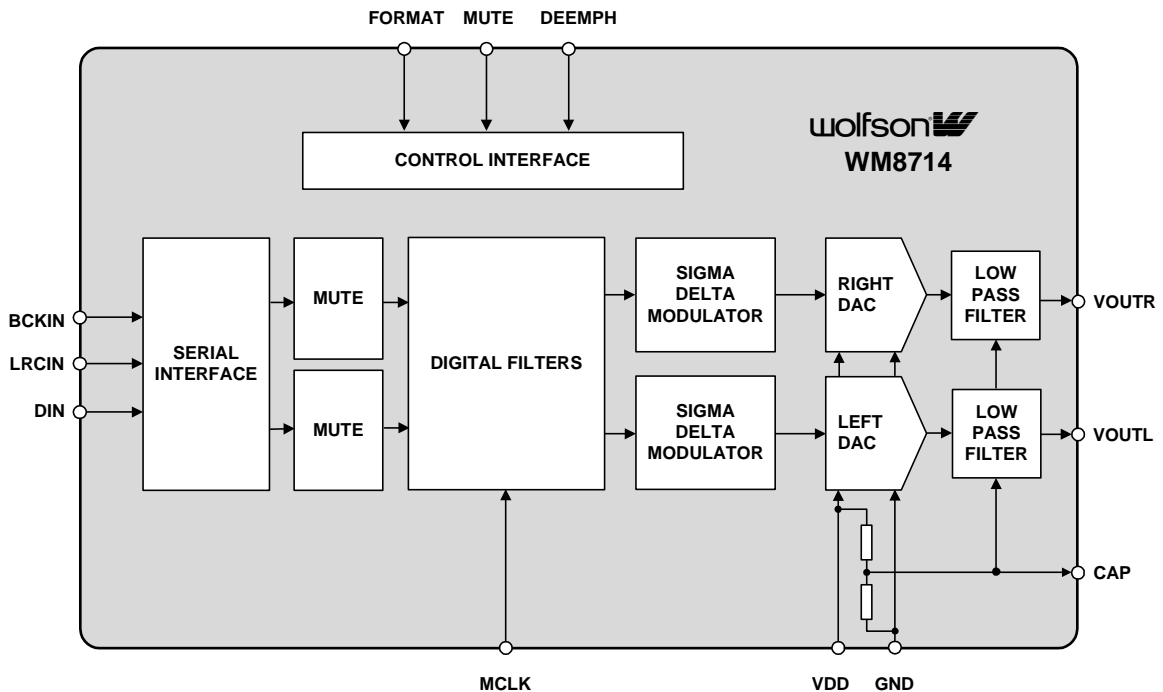 FORMAT MUTE DEEMPH
wolfson
WM8714
CONTROL INTERFACE
BCKIN
LRCIN
DIN
SERIAL
INTERFACE
MUTE
MUTE
DIGITAL FILTERS
SIGMA
DELTA
MODULATOR
SIGMA
DELTA
MODULATOR
RIGHT
DAC
LEFT
DAC
LOW
PASS
FILTER
LOW
PASS
FILTER
VOUTR
VOUTL
CAP
MCLK VDD GND